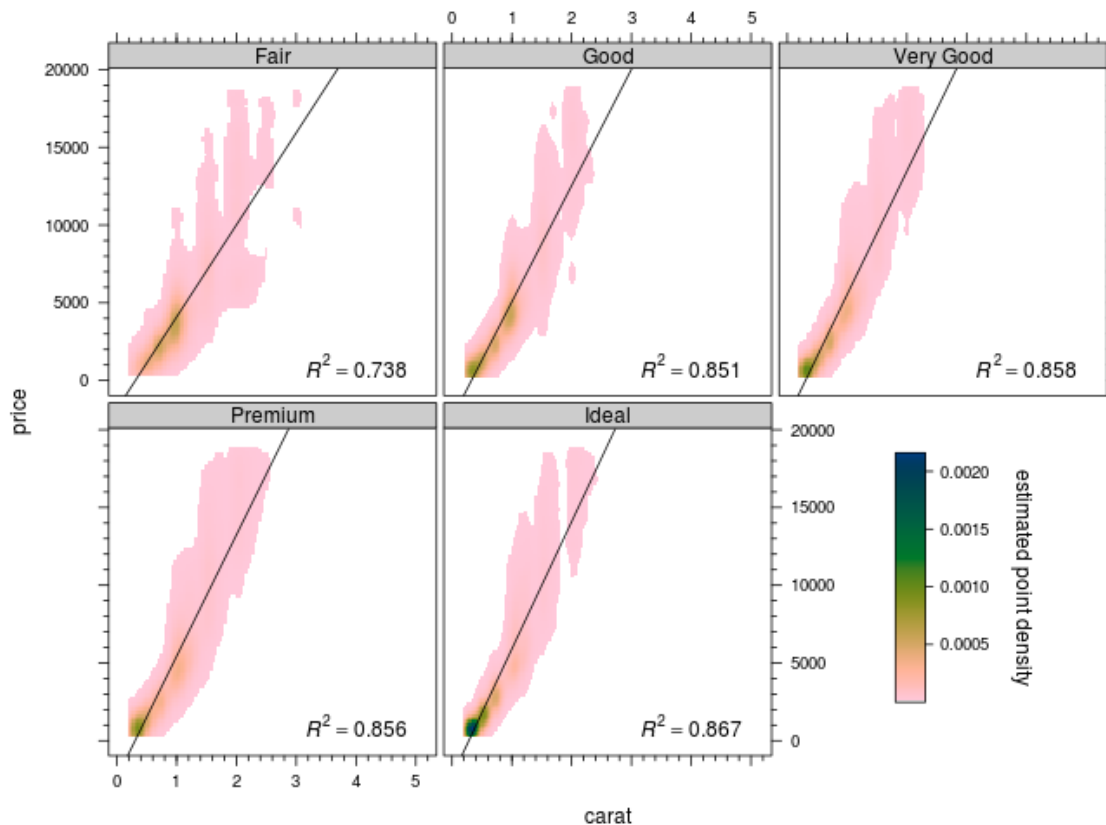 0 1 2 3 4 5
Fair Good Very Good
20000
15000
10000
5000
0
R² = 0.738 R² = 0.851 R² = 0.858
price
Premium Ideal
20000
15000
10000
5000
0
R² = 0.856 R² = 0.867
0.0020
0.0015
0.0010
0.0005
estimated point density
0 1 2 3 4 5
carat